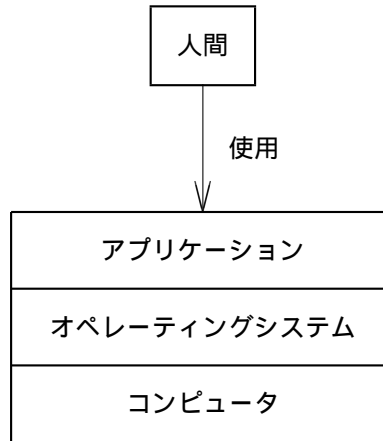 人間
使用
アプリケーション
オペレーティングシステム
コンピュータ